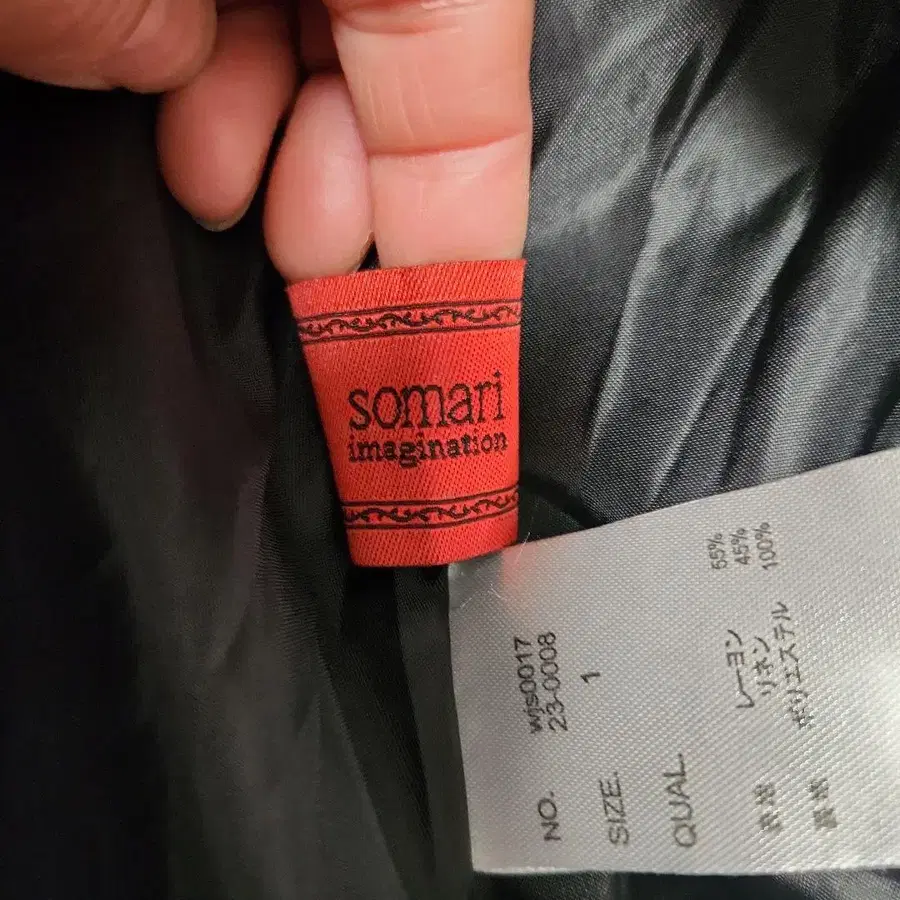 somari
imagination
NO. wjs0017
23-0008
SIZE. 1
QUAL.
表地 レーヨン 55%
リネン 45%
裏地 ポリエステル 100%